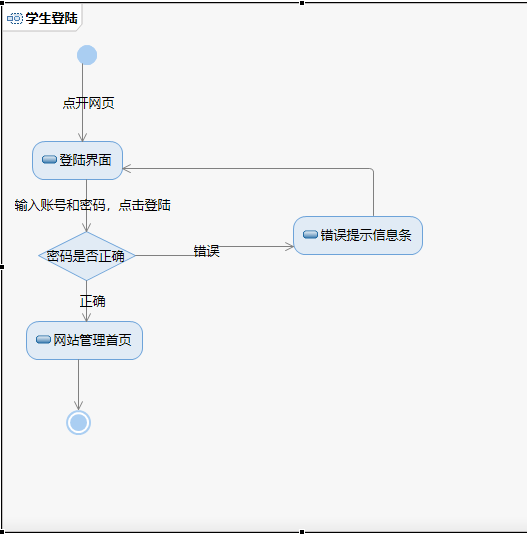 学生登陆
点开网页
登陆界面
输入账号和密码，点击登陆
错误提示信息条
密码是否正确
错误
正确
网站管理首页